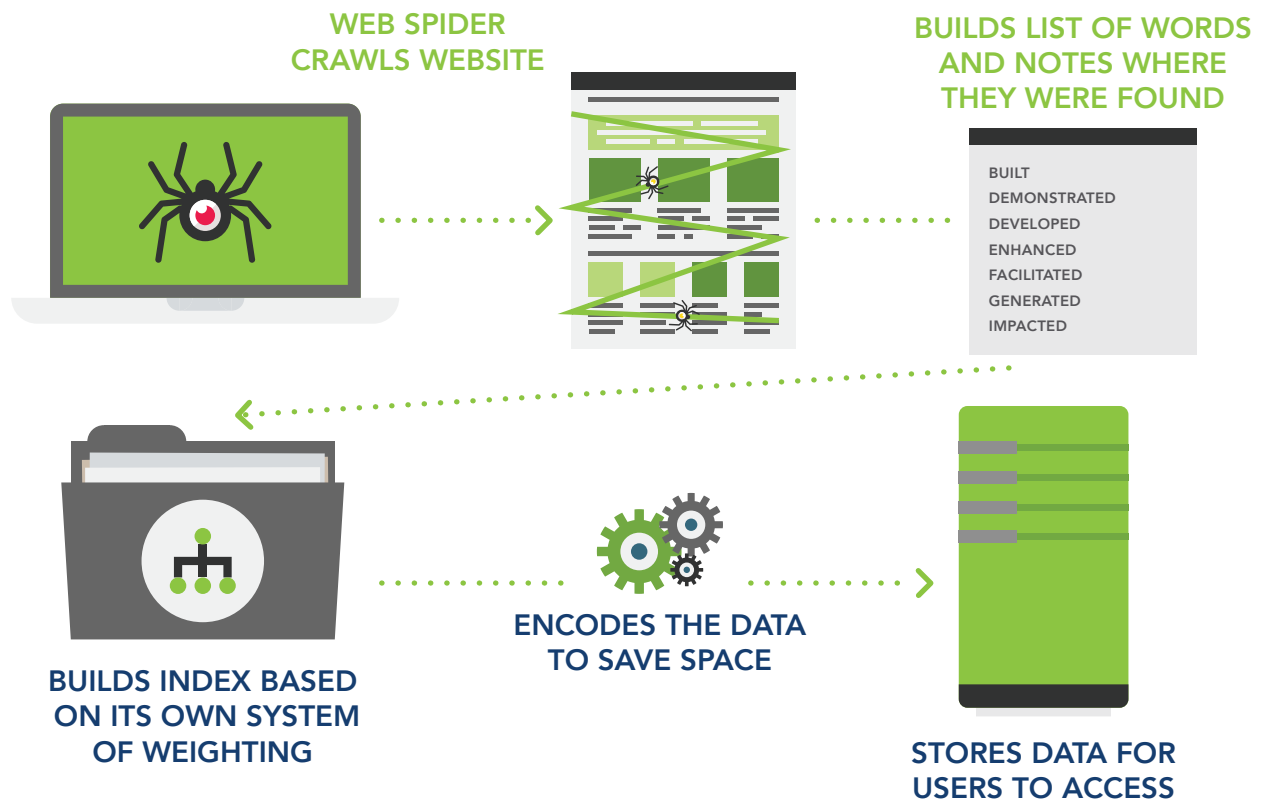 WEB SPIDER
CRAWLS WEBSITE
BUILDS LIST OF WORDS
AND NOTES WHERE
THEY WERE FOUND
BUILT
DEMONSTRATED
DEVELOPED
ENHANCED
FACILITATED
GENERATED
IMPACTED
BUILDS INDEX BASED
ON ITS OWN SYSTEM
OF WEIGHTING
ENCODES THE DATA
TO SAVE SPACE
STORES DATA FOR
USERS TO ACCESS